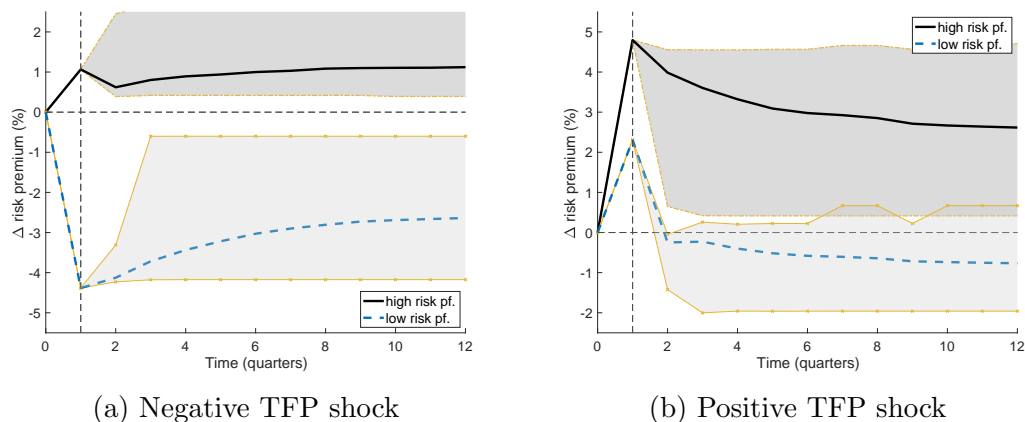 2
1
0
-1
-2
-3
-4
-5
Δ risk premium (%)
0 2 4 6 8 10 12
Time (quarters)
high risk pf.
low risk pf.
(a) Negative TFP shock
5
4
3
2
1
0
-1
-2
Δ risk premium (%)
0 2 4 6 8 10 12
Time (quarters)
high risk pf.
low risk pf.
(b) Positive TFP shock